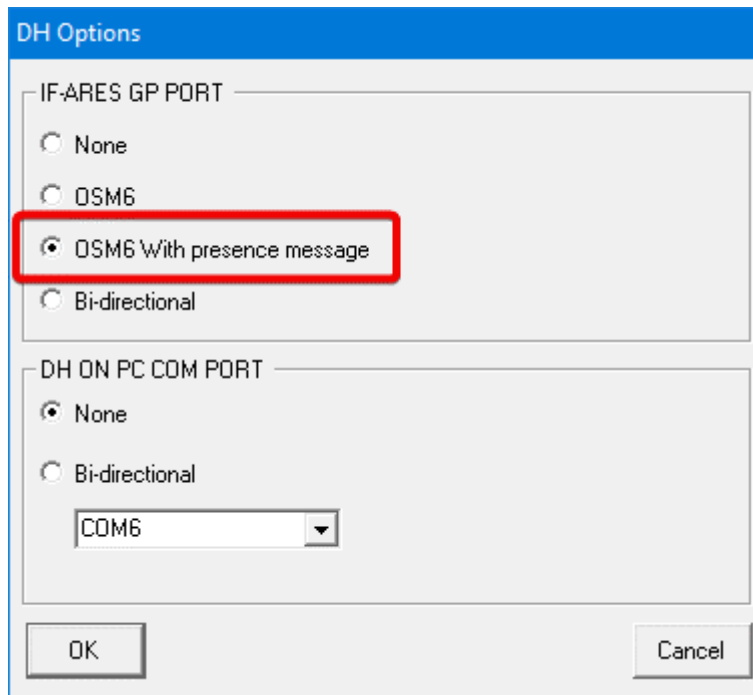 DH Options
IF-ARES GP PORT
None
OSM6
OSM6 With presence message
Bi-directional
DH ON PC COM PORT
None
Bi-directional
COM6
OK
Cancel